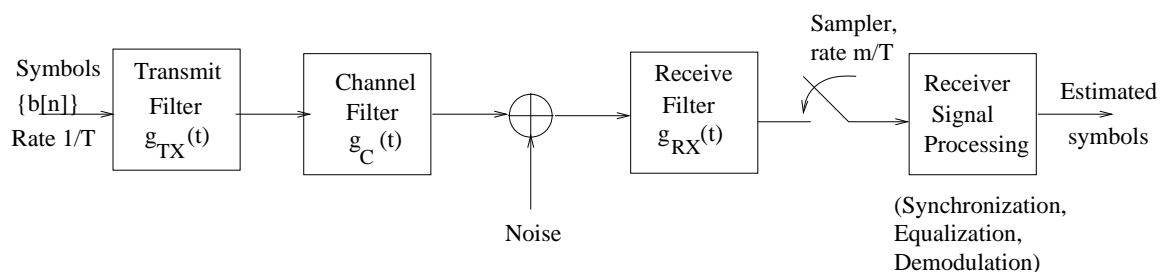 Symbols
{b[n]}
Rate 1/T
Transmit
Filter
g_TX(t)
Channel
Filter
g_C(t)
Noise
Receive
Filter
g_RX(t)
Sampler,
rate m/T
Receiver
Signal
Processing
(Synchronization,
Equalization,
Demodulation)
Estimated
symbols